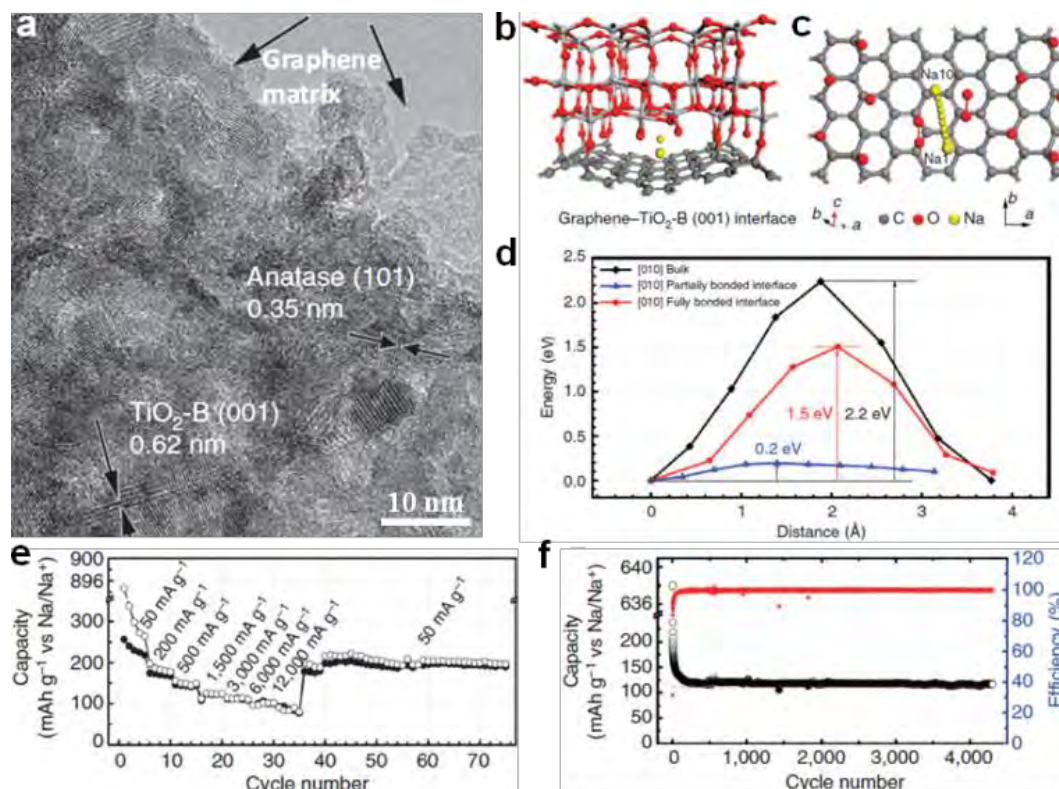 a
Graphene
matrix
Anatase (101)
0.35 nm
TiO₂-B (001)
0.62 nm
10 nm
b
Graphene–TiO₂-B (001) interface
c
Na10
Na1
c
b
a
C
O
Na
b
a
d
2.5
2.0
1.5
1.0
0.5
0.0
Energy (eV)
[010] Bulk
[010] Partially bonded interface
[010] Fully bonded interface
1.5 eV
2.2 eV
0.2 eV
0
1
2
3
4
Distance (Å)
e
900
896
300
200
100
0
Capacity
(mAh g⁻¹ vs Na/Na⁺)
50 mA g⁻¹
200 mA g⁻¹
500 mA g⁻¹
1,500 mA g⁻¹
3,000 mA g⁻¹
6,000 mA g⁻¹
12,000 mA g⁻¹
50 mA g⁻¹
0
10
20
30
40
50
60
70
Cycle number
f
640
636
200
150
100
50
0
Capacity
(mAh g⁻¹ vs Na/Na⁺)
120
100
80
60
40
20
0
Efficiency (%)
0
1,000
2,000
3,000
4,000
Cycle number